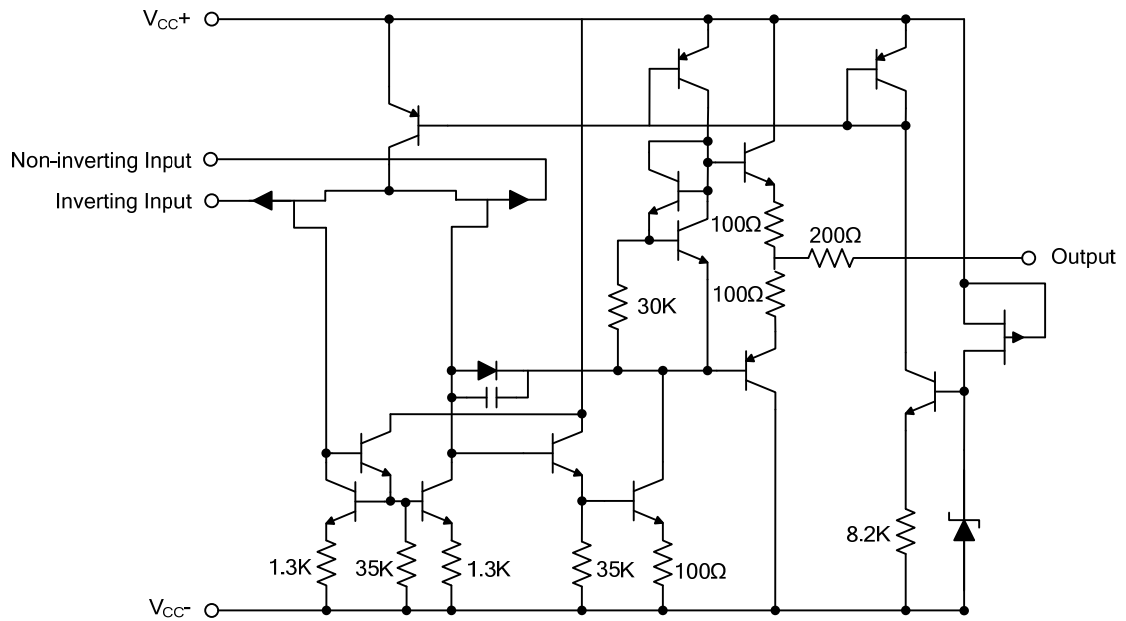 VCC+
Non-inverting Input
Inverting Input
100Ω
200Ω
Output
100Ω
30K
8.2K
1.3K
35K
1.3K
35K
100Ω
VCC-